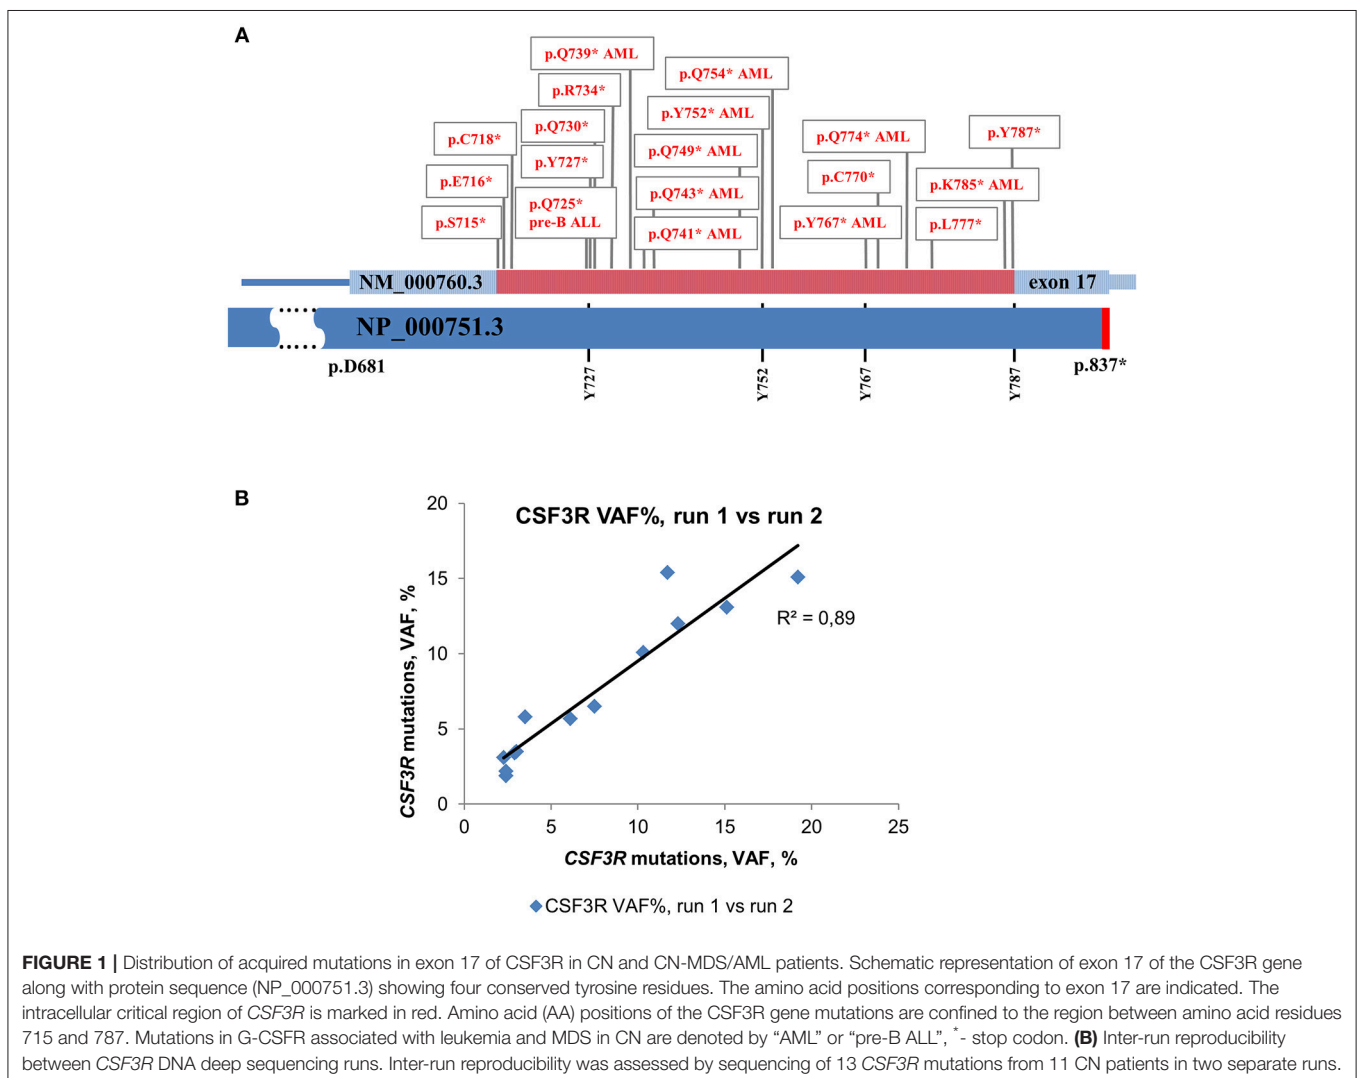 A
p.Q739* AML
p.Q754* AML
p.R734*
p.Y752* AML
p.Q730*
p.C718*
p.Q774* AML
p.Y787*
p.Y727*
p.Q749* AML
p.E716*
p.C770*
p.K785* AML
p.Q725*
pre-B ALL
p.Q743* AML
p.S715*
p.Y767* AML
p.L777*
p.Q741* AML
NM_000760.3
exon 17
NP_000751.3
p.D681
p.837*
Y727
Y752
Y767
Y787
B
CSF3R VAF%, run 1 vs run 2
CSF3R mutations, VAF, %
20
15
10
5
0
R² = 0,89
0 5 10 15 20 25
CSF3R mutations, VAF, %
CSF3R VAF%, run 1 vs run 2
FIGURE 1 | Distribution of acquired mutations in exon 17 of CSF3R in CN and CN-MDS/AML patients. Schematic representation of exon 17 of the CSF3R gene
along with protein sequence (NP_000751.3) showing four conserved tyrosine residues. The amino acid positions corresponding to exon 17 are indicated. The
intracellular critical region of CSF3R is marked in red. Amino acid (AA) positions of the CSF3R gene mutations are confined to the region between amino acid residues
715 and 787. Mutations in G-CSFR associated with leukemia and MDS in CN are denoted by “AML” or “pre-B ALL”, *- stop codon. (B) Inter-run reproducibility
between CSF3R DNA deep sequencing runs. Inter-run reproducibility was assessed by sequencing of 13 CSF3R mutations from 11 CN patients in two separate runs.